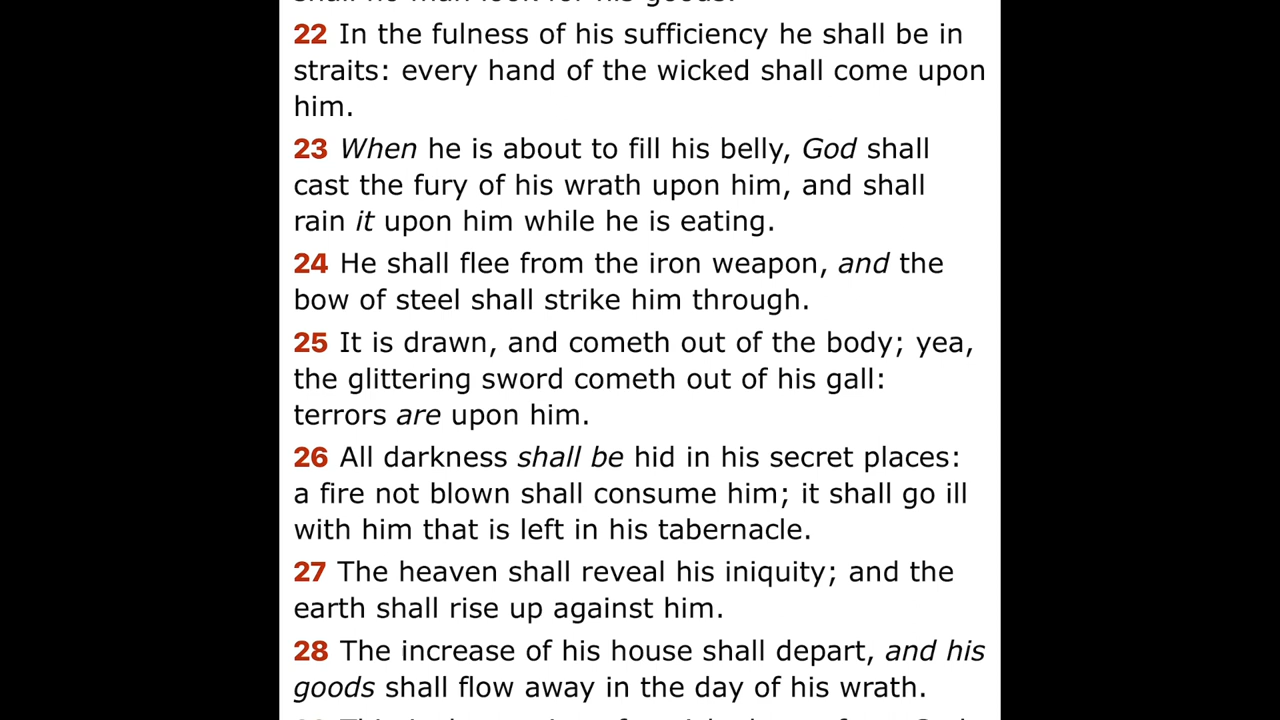 shall no man look for his goods.
22 In the fulness of his sufficiency he shall be in
straits: every hand of the wicked shall come upon
him.
23 When he is about to fill his belly, God shall
cast the fury of his wrath upon him, and shall
rain it upon him while he is eating.
24 He shall flee from the iron weapon, and the
bow of steel shall strike him through.
25 It is drawn, and cometh out of the body; yea,
the glittering sword cometh out of his gall:
terrors are upon him.
26 All darkness shall be hid in his secret places:
a fire not blown shall consume him; it shall go ill
with him that is left in his tabernacle.
27 The heaven shall reveal his iniquity; and the
earth shall rise up against him.
28 The increase of his house shall depart, and his
goods shall flow away in the day of his wrath.